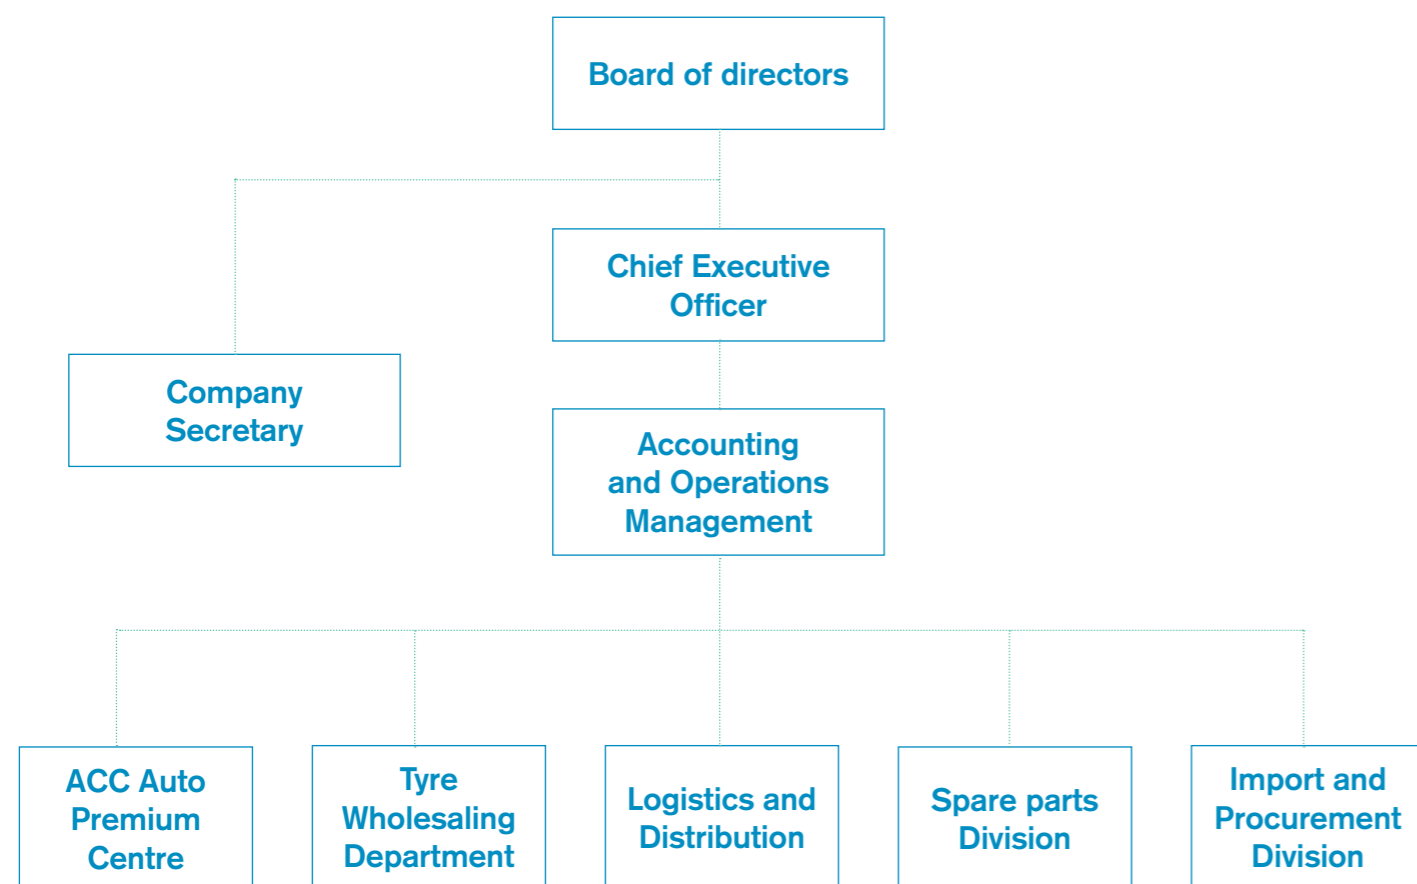 Board of directors
Chief Executive
Officer
Company
Secretary
Accounting
and Operations
Management
ACC Auto
Premium
Centre
Tyre
Wholesaling
Department
Logistics and
Distribution
Spare parts
Division
Import and
Procurement
Division